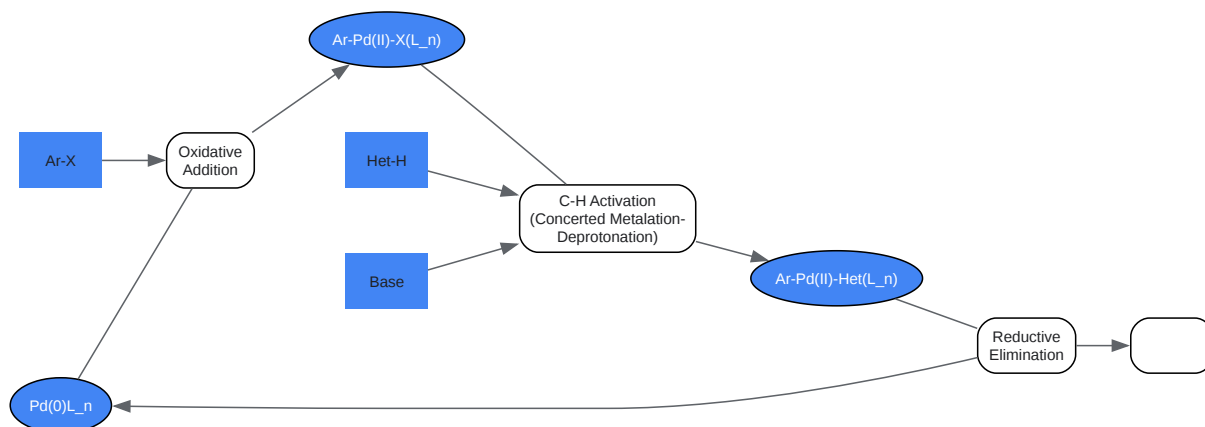 Ar-Pd(II)-X(L_n)
Ar-X
Oxidative
Addition
Het-H
C-H Activation
(Concerted Metalation-
Deprotonation)
Base
Ar-Pd(II)-Het(L_n)
Reductive
Elimination
Pd(0)L_n